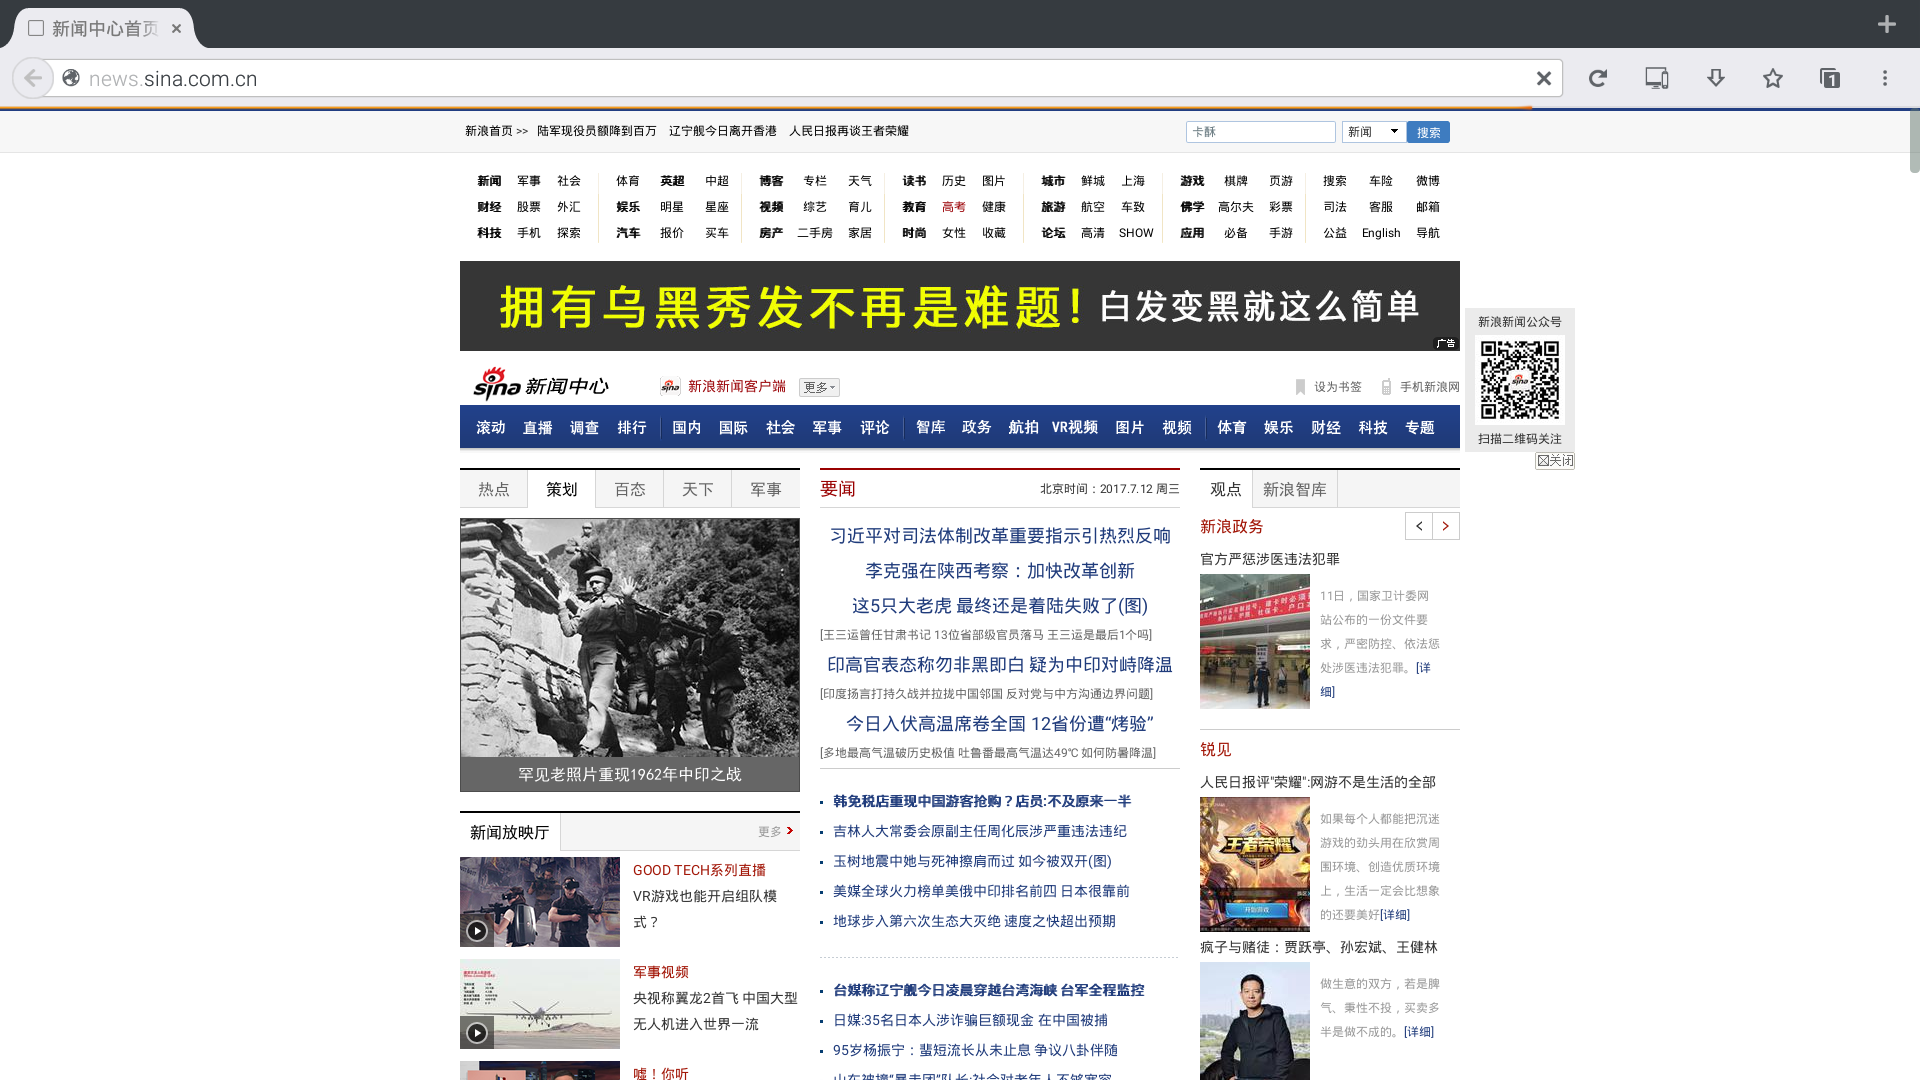 新闻中心首页
news.sina.com.cn
1
新浪首页 >> 陆军现役员额降到百万 辽宁舰今日离开香港 人民日报再谈王者荣耀
卡酥 新闻 搜索
新闻 军事 社会 体育 英超 中超 博客 专栏 天气 读书 历史 图片 城市 鲜城 上海 游戏 棋牌 页游 搜索 车险 微博
财经 股票 外汇 娱乐 明星 星座 视频 综艺 育儿 教育 高考 健康 旅游 航空 车致 佛学 高尔夫 彩票 司法 客服 邮箱
科技 手机 探索 汽车 报价 买车 房产 二手房 家居 时尚 女性 收藏 论坛 高清 SHOW 应用 必备 手游 公益 English 导航
拥有乌黑秀发不再是难题！白发变黑就这么简单
广告
新浪新闻公众号
扫描二维码关注
关闭
sina 新闻中心 新浪新闻客户端 更多 设为书签 手机新浪网
滚动 直播 调查 排行 国内 国际 社会 军事 评论 智库 政务 航拍 VR视频 图片 视频 体育 娱乐 财经 科技 专题
热点 策划 百态 天下 军事
罕见老照片重现1962年中印之战
新闻放映厅 更多
GOOD TECH系列直播
VR游戏也能开启组队模
式？
军事视频
央视称翼龙2首飞 中国大型
无人机进入世界一流
嘘！你听
要闻 北京时间：2017.7.12 周三
习近平对司法体制改革重要指示引热烈反响
李克强在陕西考察：加快改革创新
这5只大老虎 最终还是着陆失败了(图)
[王三运曾任甘肃书记 13位省部级官员落马 王三运是最后1个吗]
印高官表态称勿非黑即白 疑为中印对峙降温
[印度扬言打持久战并拉拢中国邻国 反对党与中方沟通边界问题]
今日入伏高温席卷全国 12省份遭“烤验”
[多地最高气温破历史极值 吐鲁番最高气温达49℃ 如何防暑降温]
韩免税店重现中国游客抢购？店员:不及原来一半
吉林人大常委会原副主任周化辰涉严重违法违纪
玉树地震中她与死神擦肩而过 如今被双开(图)
美媒全球火力榜单美俄中印排名前四 日本很靠前
地球步入第六次生态大灭绝 速度之快超出预期
台媒称辽宁舰今日凌晨穿越台湾海峡 台军全程监控
日媒:35名日本人涉诈骗巨额现金 在中国被捕
95岁杨振宁：蜚短流长从未止息 争议八卦伴随
观点 新浪智库
新浪政务
官方严惩涉医违法犯罪
11日，国家卫计委网
站公布的一份文件要
求，严密防控、依法惩
处涉医违法犯罪。[详
细]
锐见
人民日报评"荣耀":网游不是生活的全部
王者荣耀
开始游戏
如果每个人都能把沉迷
游戏的劲头用在欣赏周
围环境、创造优质环境
上，生活一定会比想象
的还要美好[详细]
疯子与赌徒：贾跃亭、孙宏斌、王健林
做生意的双方，若是脾
气、秉性不投，买卖多
半是做不成的。[详细]